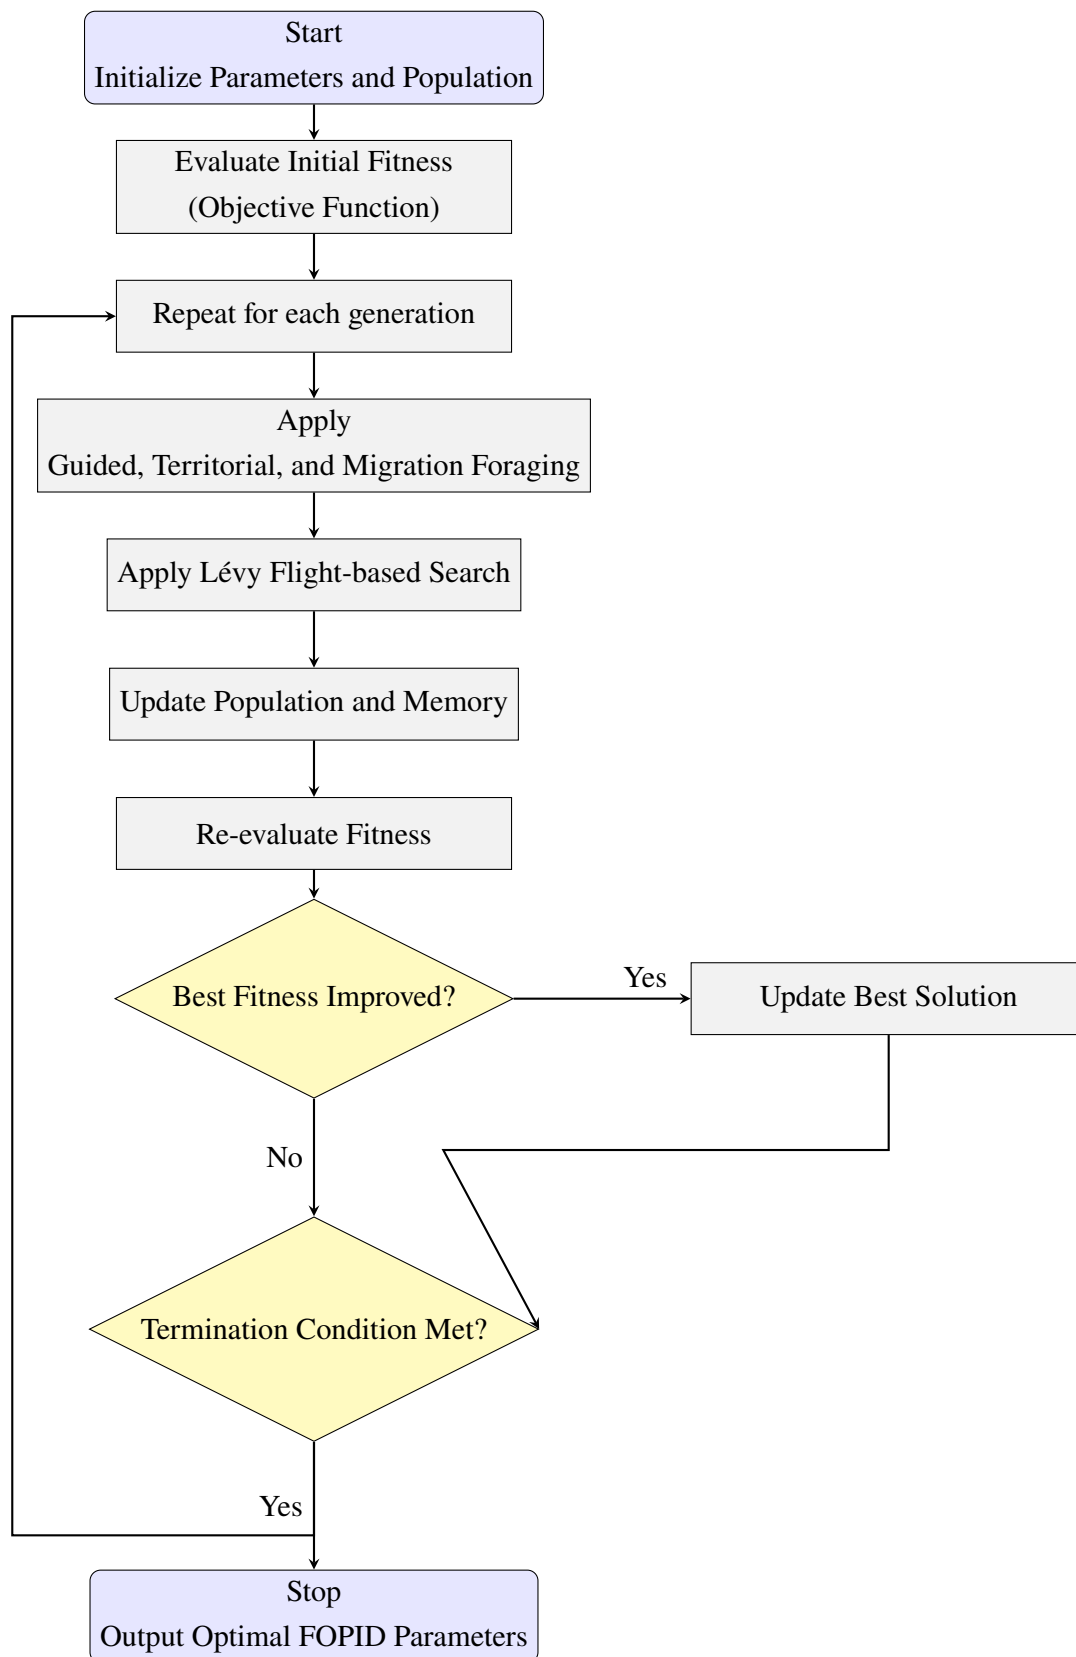 Start
Initialize Parameters and Population
Evaluate Initial Fitness
(Objective Function)
Repeat for each generation
Apply
Guided, Territorial, and Migration Foraging
Apply Lévy Flight-based Search
Update Population and Memory
Re-evaluate Fitness
Best Fitness Improved?
Yes
Update Best Solution
No
Termination Condition Met?
Yes
Stop
Output Optimal FOPID Parameters